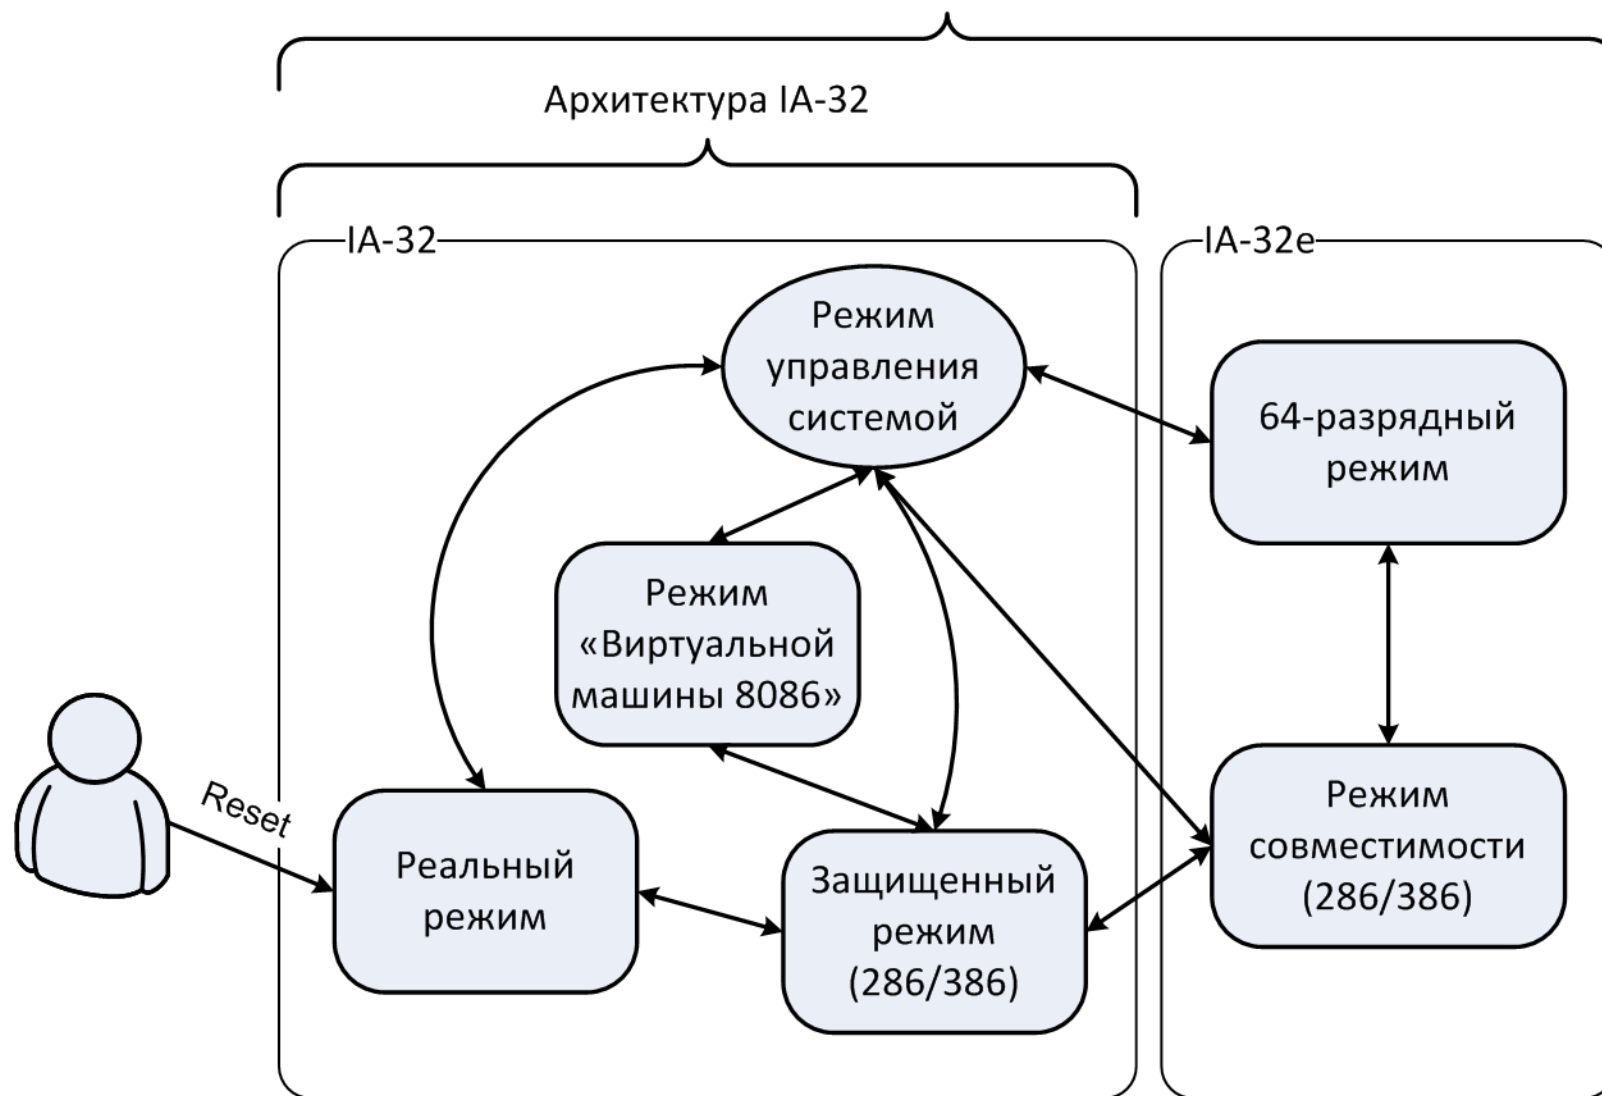 Архитектура IA-32
IA-32
IA-32e
Режим
управления
системой
64-разрядный
режим
Режим
«Виртуальной
машины 8086»
Reset
Реальный
режим
Защищенный
режим
(286/386)
Режим
совместимости
(286/386)